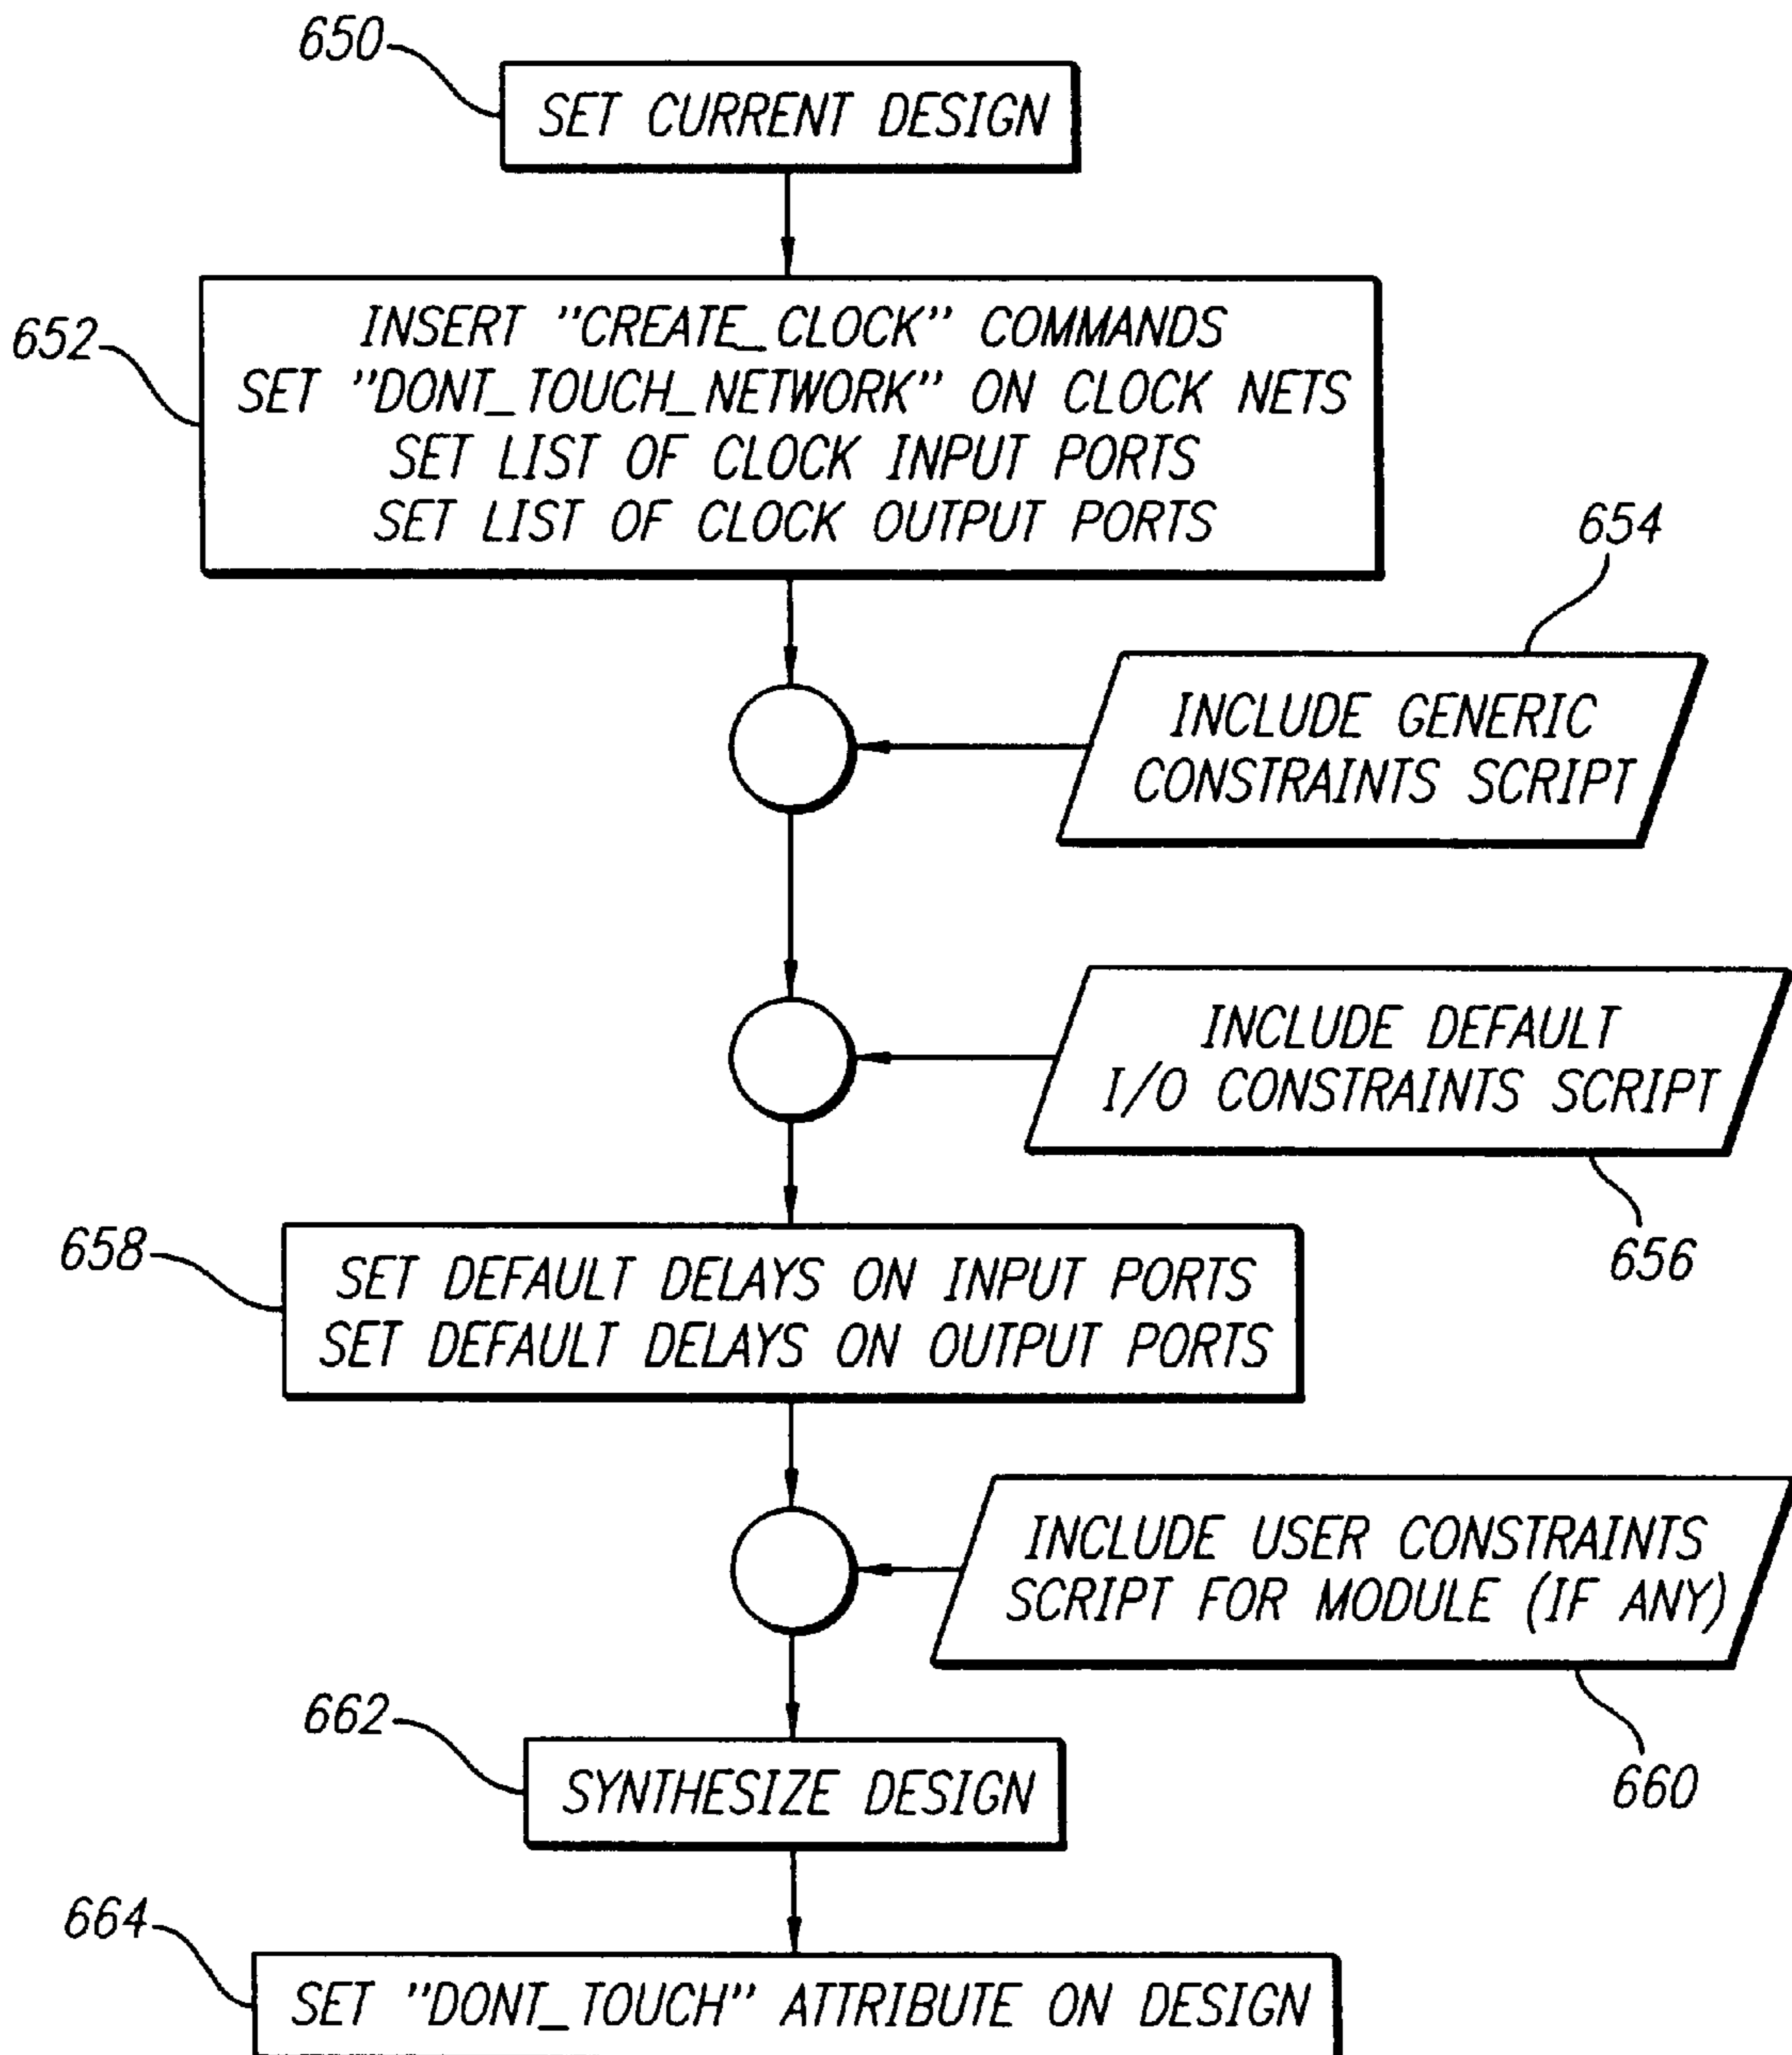 650
SET CURRENT DESIGN
652
INSERT "CREATE_CLOCK" COMMANDS
SET "DONT_TOUCH_NETWORK" ON CLOCK NETS
SET LIST OF CLOCK INPUT PORTS
SET LIST OF CLOCK OUTPUT PORTS
654
INCLUDE GENERIC
CONSTRAINTS SCRIPT
INCLUDE DEFAULT
I/O CONSTRAINTS SCRIPT
656
658
SET DEFAULT DELAYS ON INPUT PORTS
SET DEFAULT DELAYS ON OUTPUT PORTS
INCLUDE USER CONSTRAINTS
SCRIPT FOR MODULE (IF ANY)
660
662
SYNTHESIZE DESIGN
664
SET "DONT_TOUCH" ATTRIBUTE ON DESIGN